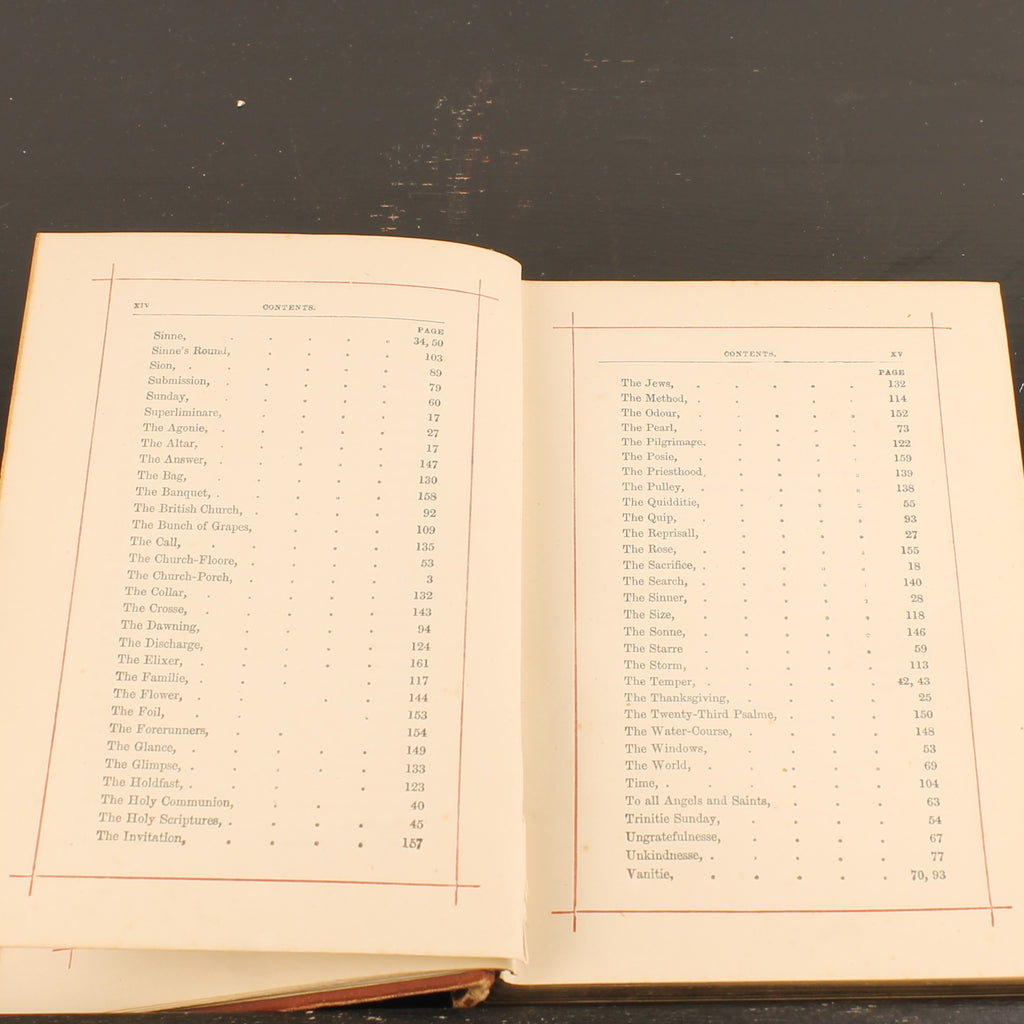 xiv CONTENTS.
PAGE
Sinne, . . . . 34, 50
Sinne's Round, . . . . 103
Sion, . . . . . 89
Submission, . . . . . 79
Sunday, . . . . . 60
Superliminare, . . . . 17
The Agonie, . . . . . 27
The Altar, . . . . . 17
The Answer, . . . . . 147
The Bag, . . . . . 130
The Banquet, . . . . . 158
The British Church, . . . . 92
The Bunch of Grapes, . . . 109
The Call, . . . . . 135
The Church-Floore, . . . . 53
The Church-Porch, . . . . 3
The Collar, . . . . . 132
The Crosse, . . . . . 143
The Dawning, . . . . 94
The Discharge, . . . . 124
The Elixer, . . . . . 161
The Familie, . . . . . 117
The Flower, . . . . . 144
The Foil, . . . 153
The Forerunners, . . 154
The Glance, . . . . . 149
The Glimpse, . . . . . 133
The Holdfast, . . 123
The Holy Communion, . . 40
The Holy Scriptures, . . . . 45
The Invitation, . . . . 157
CONTENTS. xv
PAGE
The Jews, . . . . . 132
The Method, . . . . 114
The Odour, . . . . . 152
The Pearl, . . . . . 73
The Pilgrimage, . . . . 122
The Posie, . . . . . 159
The Priesthood, . . . . 139
The Pulley, . . . . . 138
The Quidditie, . . . . 55
The Quip, . . . . . 93
The Reprisall, . . . . 27
The Rose, . . . . . 155
The Sacrifice, . . . . . 18
The Search, . . . . . 140
The Sinner, . . . . . 28
The Size, . . . . . 118
The Sonne, . . . . . 146
The Starre . . . . . 59
The Storm, . . . . . 113
The Temper, . . . . . 42, 43
The Thanksgiving, . . . . 25
The Twenty-Third Psalme, . . . 150
The Water-Course, . . . . 148
The Windows, . . . . 53
The World, . . . . . 69
Time, . . . . . . 104
To all Angels and Saints, . . . 63
Trinitie Sunday, . . . . 54
Ungratefulnesse, . . . . 67
Unkindnesse, . . . . . 77
Vanitie, . . . . . 70, 93